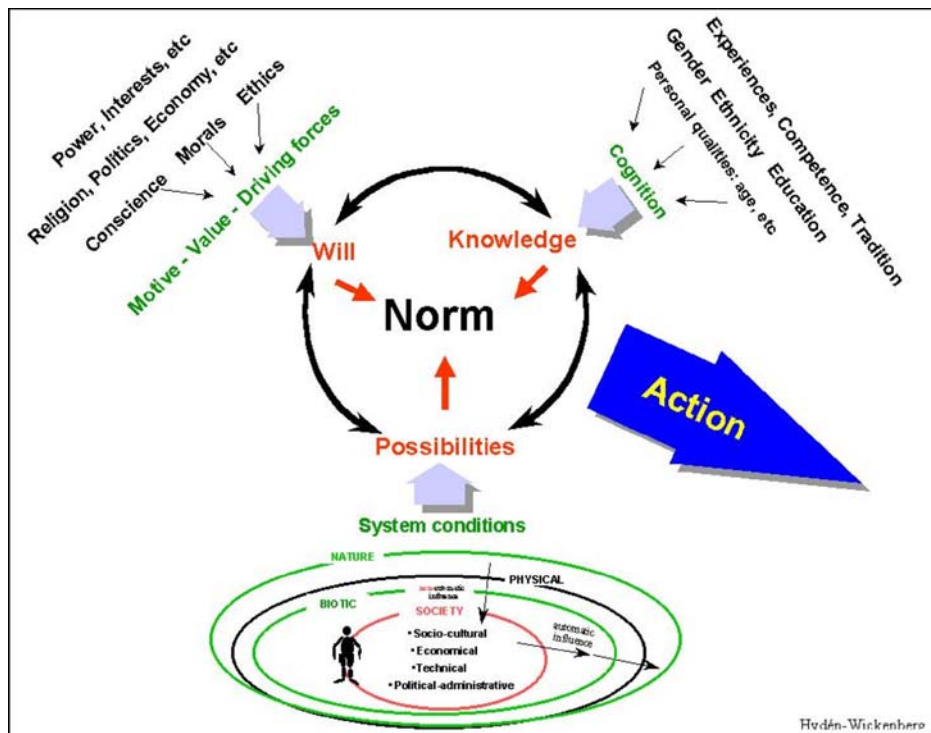 Power, Interests, etc
Religion, Politics, Economy, etc
Conscience
Morals
Ethics
Motive - Value - Driving forces
Experiences, Competence, Tradition
Gender Ethnicity Education
Personal qualities: age, etc
Cognition
Will
Knowledge
Norm
Possibilities
Action
System conditions
NATURE
PHYSICAL
BIOTIC
influence
SOCIETY
•Socio-cultural
•Economical
•Technical
•Political-administrative
automatic
influence
Hydén-Wickenberg